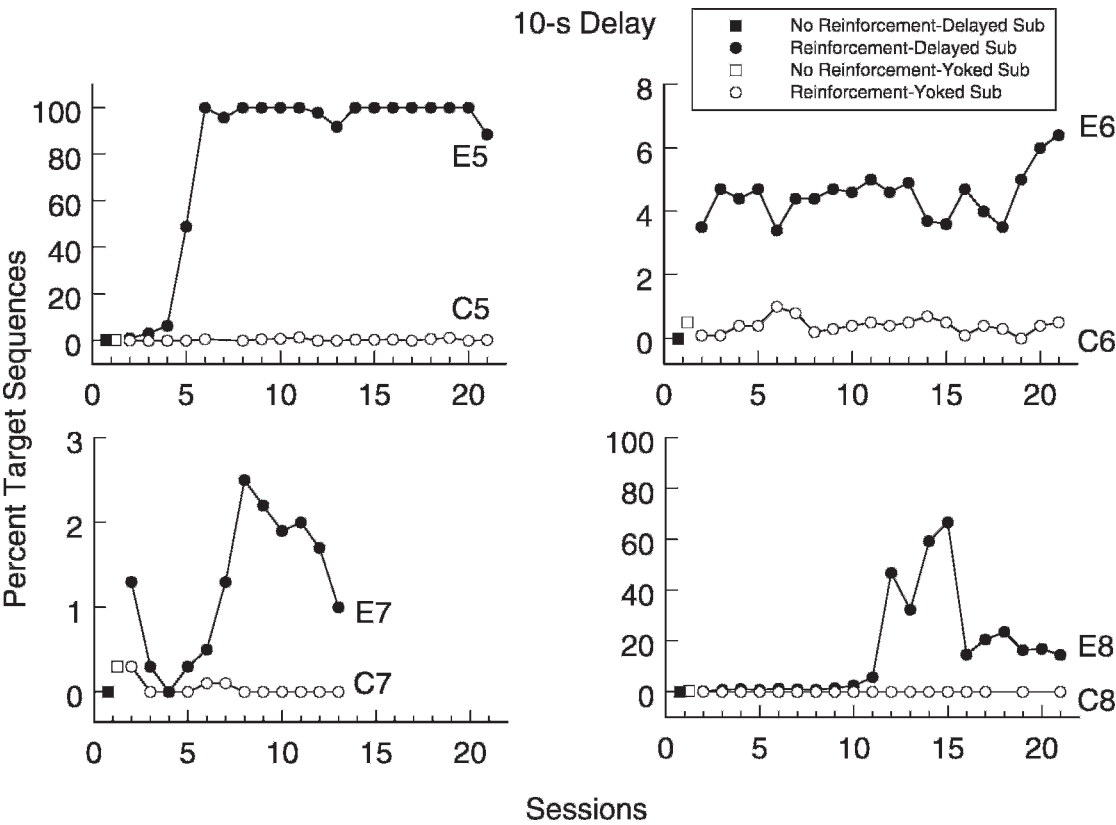 10-s Delay
No Reinforcement-Delayed Sub
Reinforcement-Delayed Sub
No Reinforcement-Yoked Sub
Reinforcement-Yoked Sub
Percent Target Sequences
100
80
60
40
20
0
E5
C5
0 5 10 15 20
8
6
4
2
0
E6
C6
0 5 10 15 20
3
2
1
0
E7
C7
0 5 10 15 20
100
80
60
40
20
0
E8
C8
0 5 10 15 20
Sessions